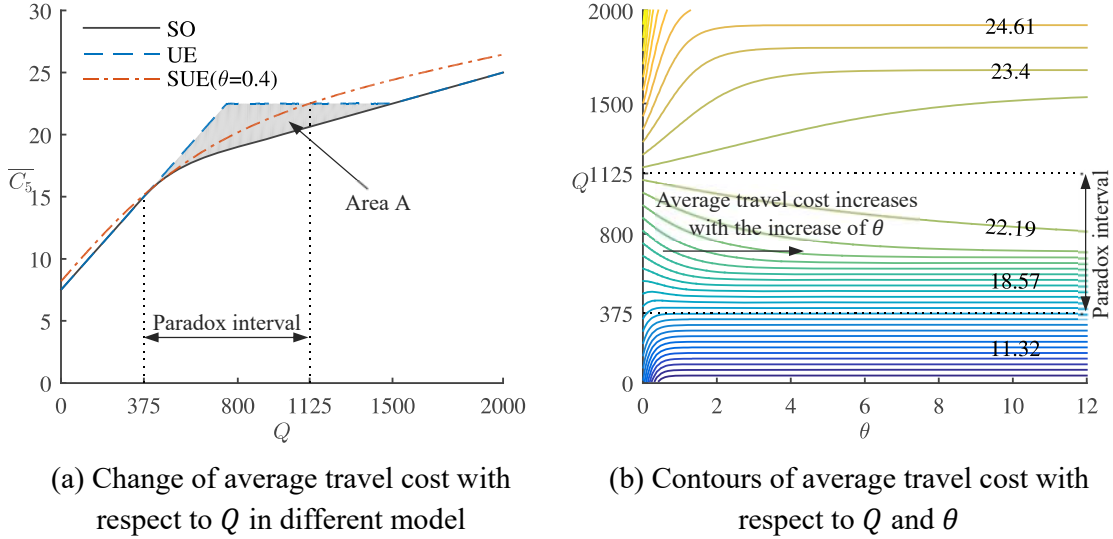 30
25
20
15
10
5
0
SO
UE
SUE(θ=0.4)
C₅
Area A
Paradox interval
0 375 800 1125 1500 2000
Q
(a) Change of average travel cost with
respect to Q in different model
2000
1500
1125
800
375
0
Q
24.61
23.4
Average travel cost increases
with the increase of θ
22.19
18.57
11.32
Paradox interval
0 2 4 6 8 10 12
θ
(b) Contours of average travel cost with
respect to Q and θ